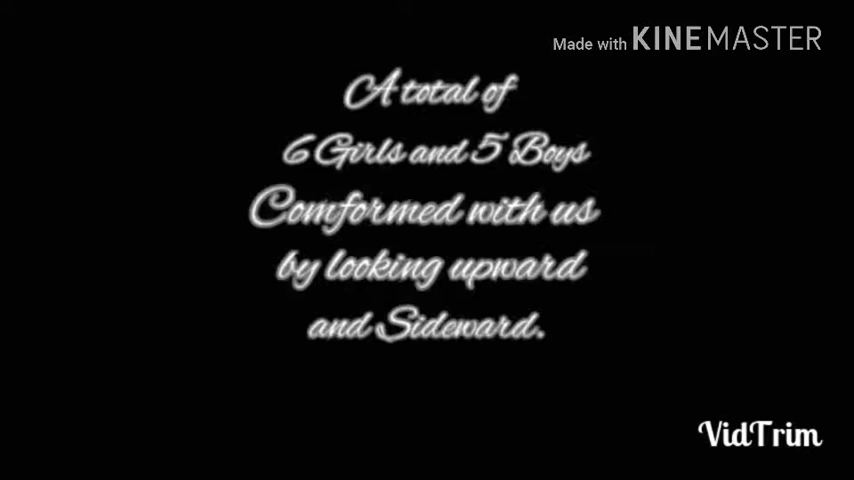 Made with KINEMASTER
A total of
6 Girls and 5 Boys
Comformed with us
by looking upward
and Sideward.
VidTrim